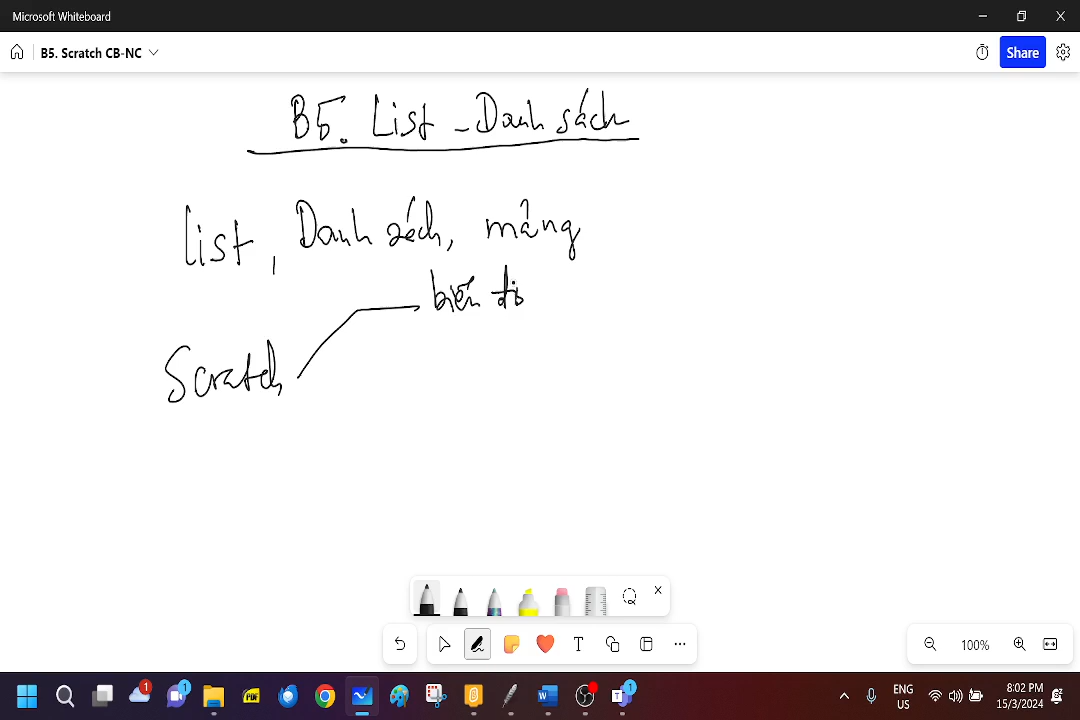 Microsoft Whiteboard
B5. Scratch CB-NC
Share
B5. List - Danh sách
list, Danh sách, mảng
biến
Scratch
100%
ENG
US
8:02 PM
15/3/2024